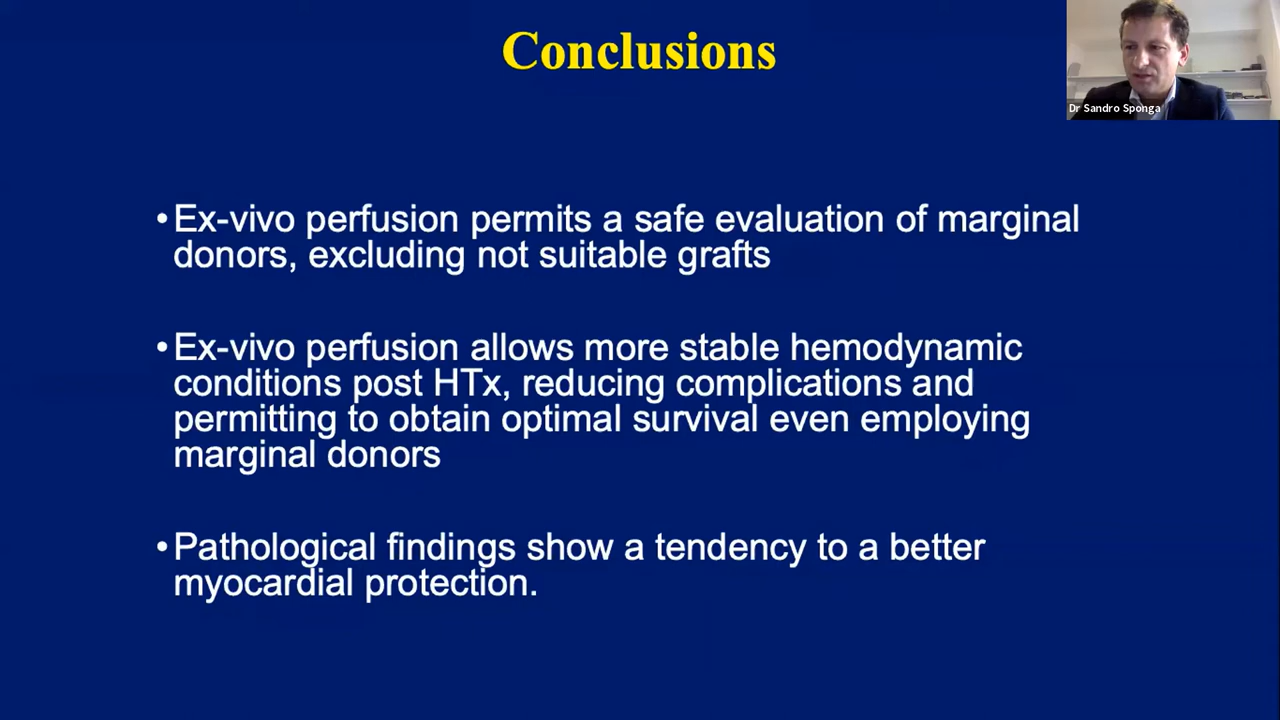 Conclusions
Dr Sandro Sponga
•Ex-vivo perfusion permits a safe evaluation of marginal
donors, excluding not suitable grafts
•Ex-vivo perfusion allows more stable hemodynamic
conditions post HTx, reducing complications and
permitting to obtain optimal survival even employing
marginal donors
•Pathological findings show a tendency to a better
myocardial protection.